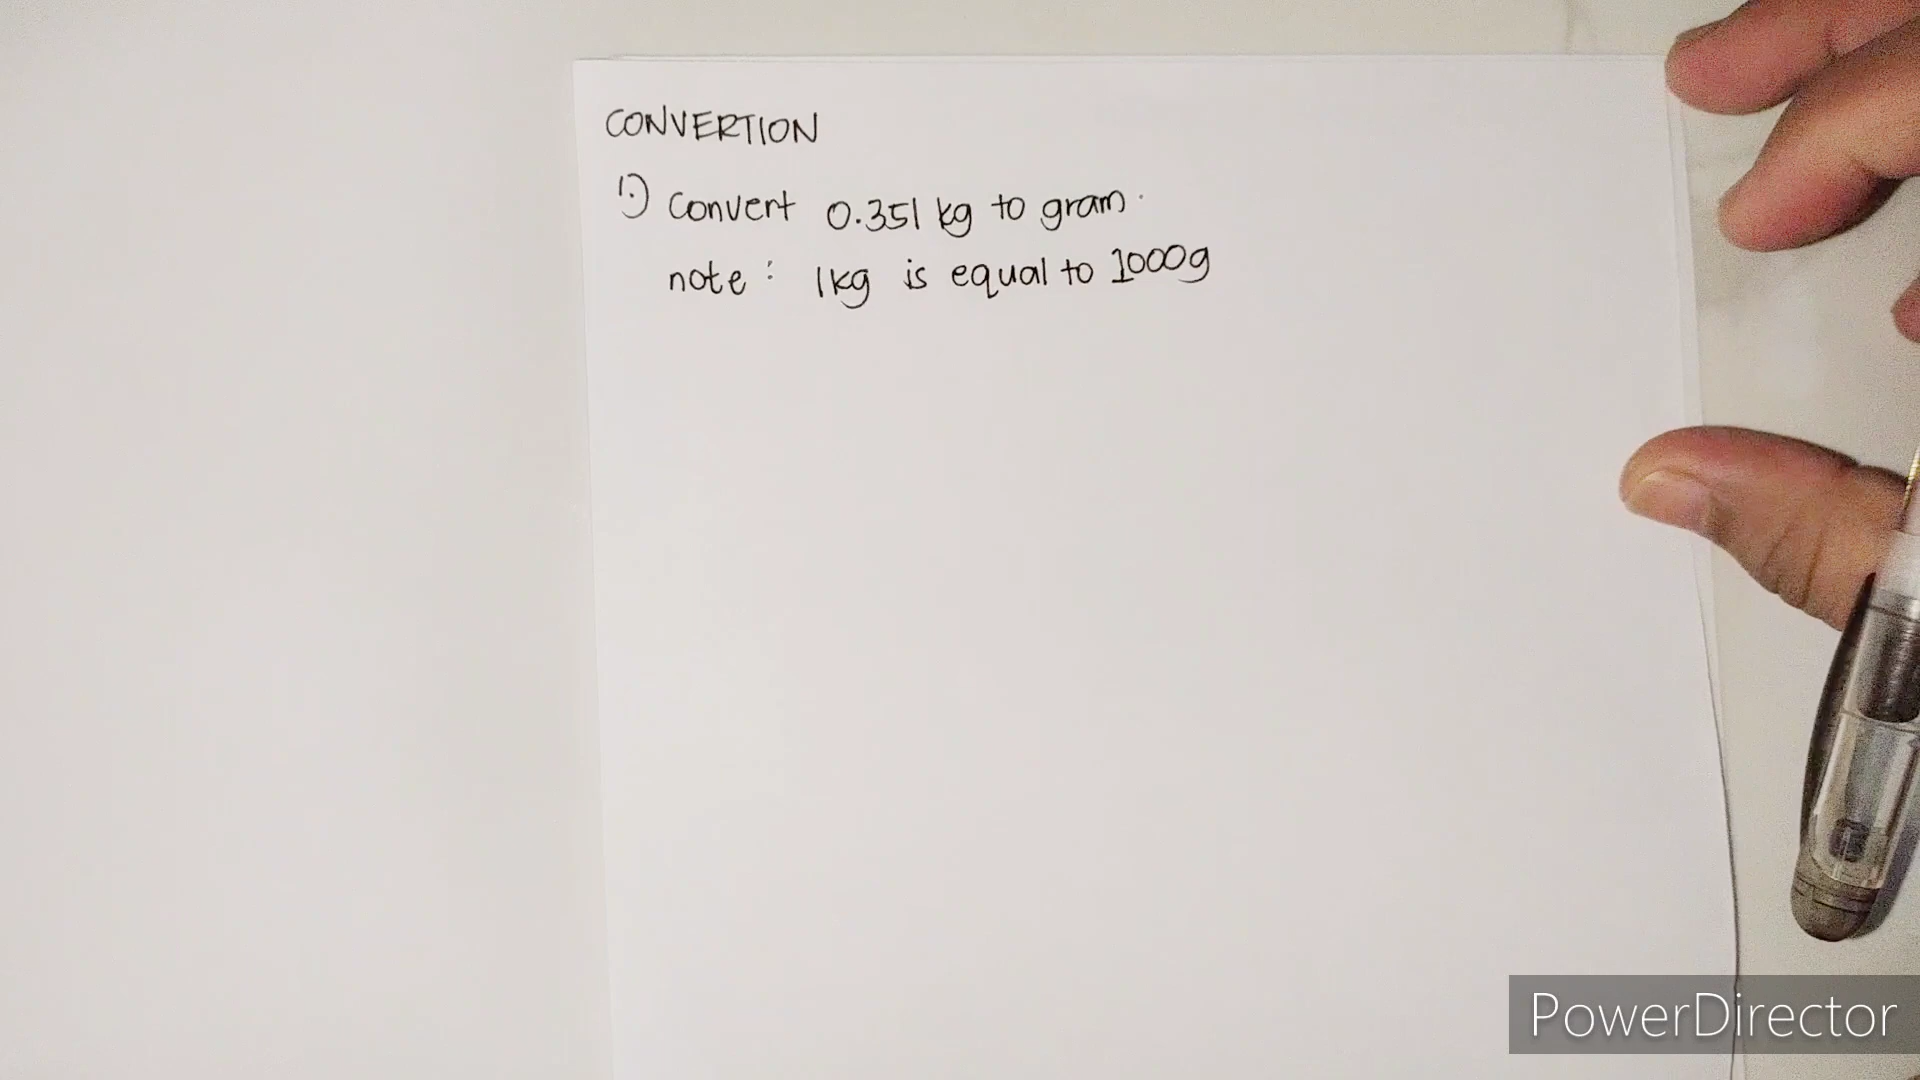 CONVERTION
1.) Convert 0.351 kg to gram.
note : 1kg is equal to 1000g
PowerDirector